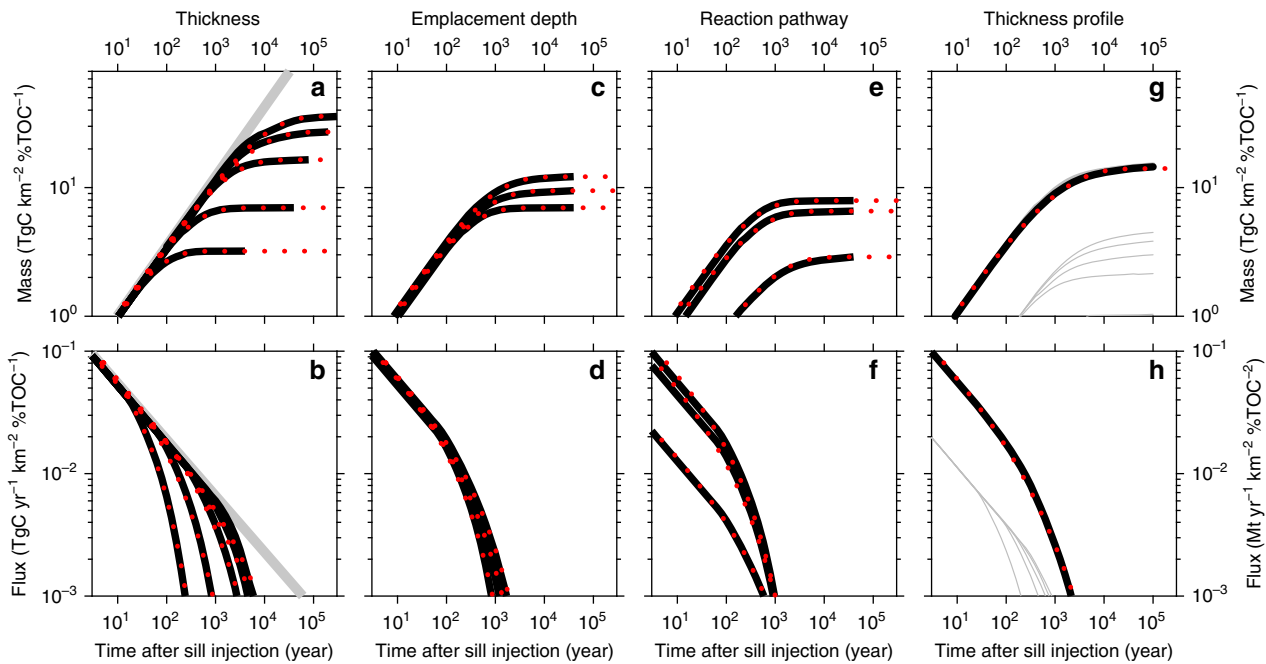 Thickness Emplacement depth Reaction pathway Thickness profile
10¹ 10² 10³ 10⁴ 10⁵ 10¹ 10² 10³ 10⁴ 10⁵ 10¹ 10² 10³ 10⁴ 10⁵ 10¹ 10² 10³ 10⁴ 10⁵
a c e g
Mass (TgC km⁻² %TOC⁻¹)
10¹
10⁰
Mass (TgC km⁻² %TOC⁻¹)
10¹
10⁰
b d f h
Flux (TgC yr⁻¹ km⁻² %TOC⁻¹)
10⁻¹
10⁻²
10⁻³
Flux (Mt yr⁻¹ km⁻² %TOC⁻²)
10⁻¹
10⁻²
10⁻³
10¹ 10² 10³ 10⁴ 10⁵ 10¹ 10² 10³ 10⁴ 10⁵ 10¹ 10² 10³ 10⁴ 10⁵ 10¹ 10² 10³ 10⁴ 10⁵
Time after sill injection (year) Time after sill injection (year) Time after sill injection (year) Time after sill injection (year)